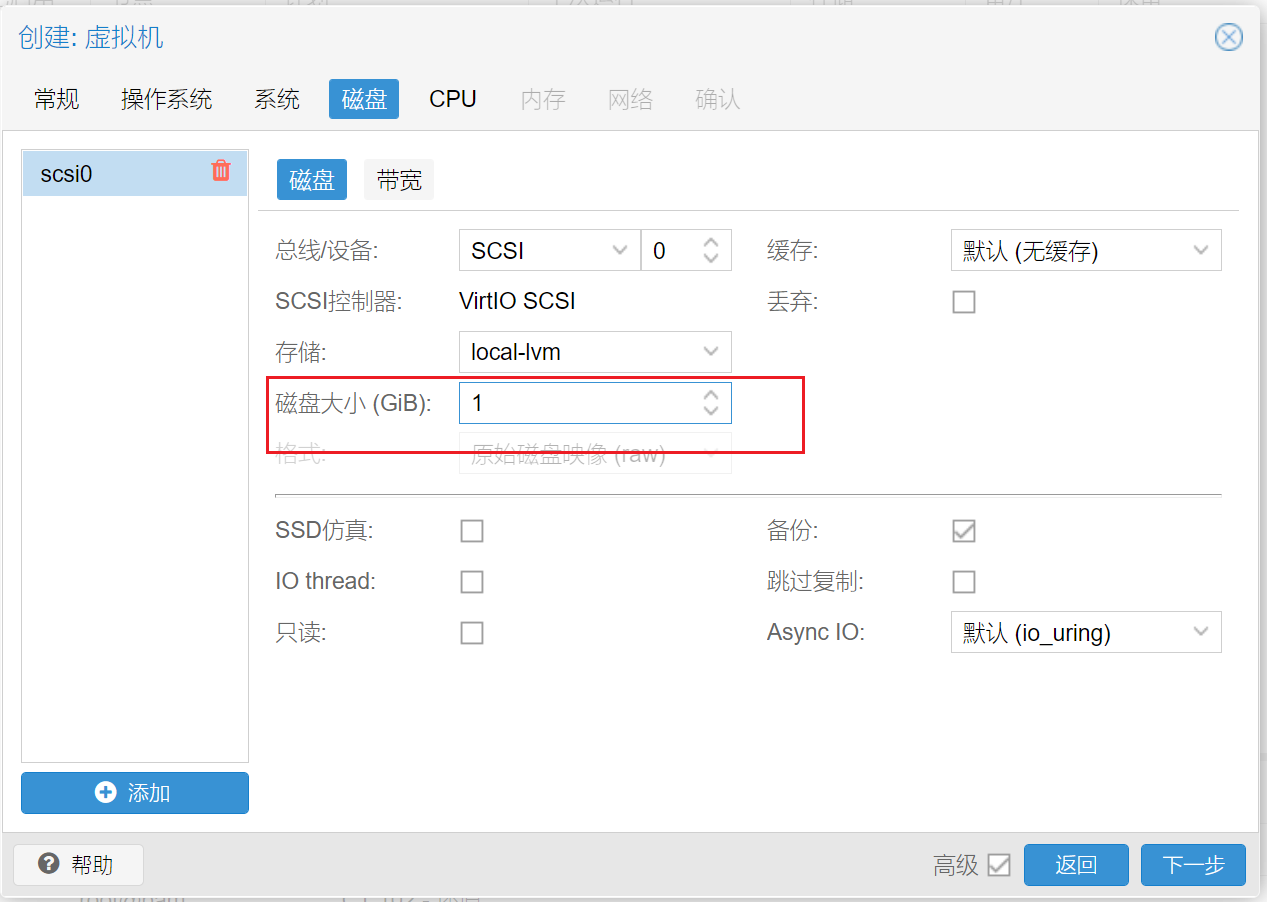 创建: 虚拟机
常规 操作系统 系统 磁盘 CPU 内存 网络 确认
scsi0
磁盘 带宽
总线/设备: SCSI 0 缓存: 默认 (无缓存)
SCSI控制器: VirtIO SCSI 丢弃:
存储: local-lvm
磁盘大小 (GiB): 1
格式: 原始磁盘映像 (raw)
SSD仿真: 备份:
IO thread: 跳过复制:
只读: Async IO: 默认 (io_uring)
添加
帮助 高级 返回 下一步